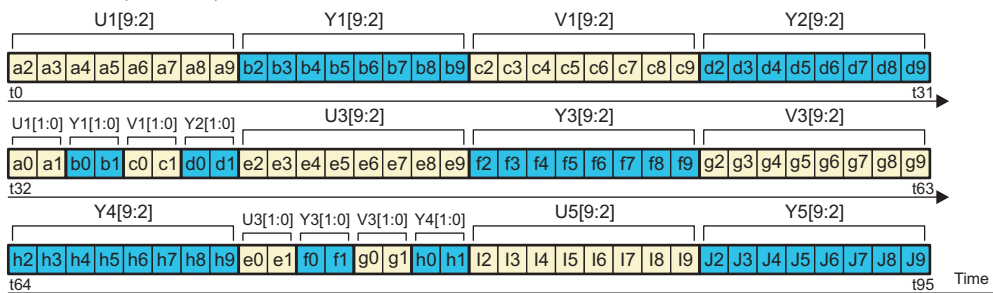 U1[9:2] Y1[9:2] V1[9:2] Y2[9:2]
a2 a3 a4 a5 a6 a7 a8 a9 b2 b3 b4 b5 b6 b7 b8 b9 c2 c3 c4 c5 c6 c7 c8 c9 d2 d3 d4 d5 d6 d7 d8 d9
t0 t31
U1[1:0] Y1[1:0] V1[1:0] Y2[1:0] U3[9:2] Y3[9:2] V3[9:2]
a0 a1 b0 b1 c0 c1 d0 d1 e2 e3 e4 e5 e6 e7 e8 e9 f2 f3 f4 f5 f6 f7 f8 f9 g2 g3 g4 g5 g6 g7 g8 g9
t32 t63
Y4[9:2] U3[1:0] Y3[1:0] V3[1:0] Y4[1:0] U5[9:2] Y5[9:2]
h2 h3 h4 h5 h6 h7 h8 h9 e0 e1 f0 f1 g0 g1 h0 h1 I2 I3 I4 I5 I6 I7 I8 I9 J2 J3 J4 J5 J6 J7 J8 J9
t64 t95 Time